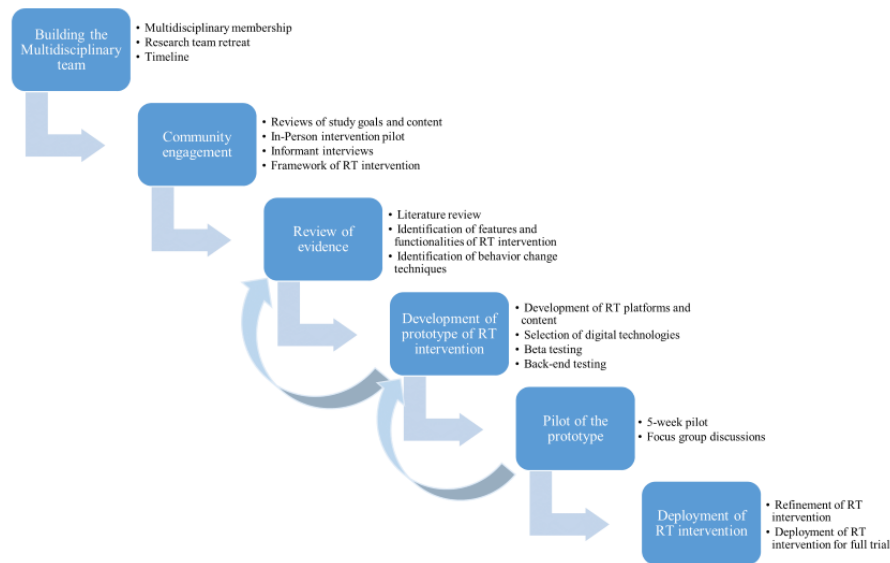 Building the
Multidisciplinary
team
• Multidisciplinary membership
• Research team retreat
• Timeline
Community
engagement
• Reviews of study goals and content
• In-Person intervention pilot
• Informant interviews
• Framework of RT intervention
Review of
evidence
• Literature review
• Identification of features and
functionalities of RT intervention
• Identification of behavior change
techniques
Development of
prototype of RT
intervention
• Development of RT platforms and
content
• Selection of digital technologies
• Beta testing
• Back-end testing
Pilot of the
prototype
• 5-week pilot
• Focus group discussions
Deployment of
RT intervention
• Refinement of RT
intervention
• Deployment of RT
intervention for full trial